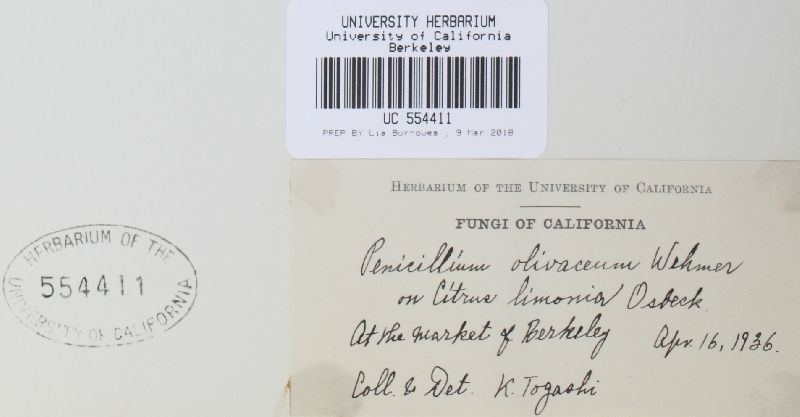 UNIVERSITY HERBARIUM
University of California
Berkeley
UC 554411
PREP By Lia Burrowes , 9 Mar 2018
HERBARIUM OF THE UNIVERSITY OF CALIFORNIA
FUNGI OF CALIFORNIA
Penicillium olivaceum Wehmer
on Citrus limonia Osbeck
At the market of Berkeley Apr. 16, 1936.
Coll. & Det. K. Togashi
HERBARIUM OF THE
554411
UNIVERSITY OF CALIFORNIA